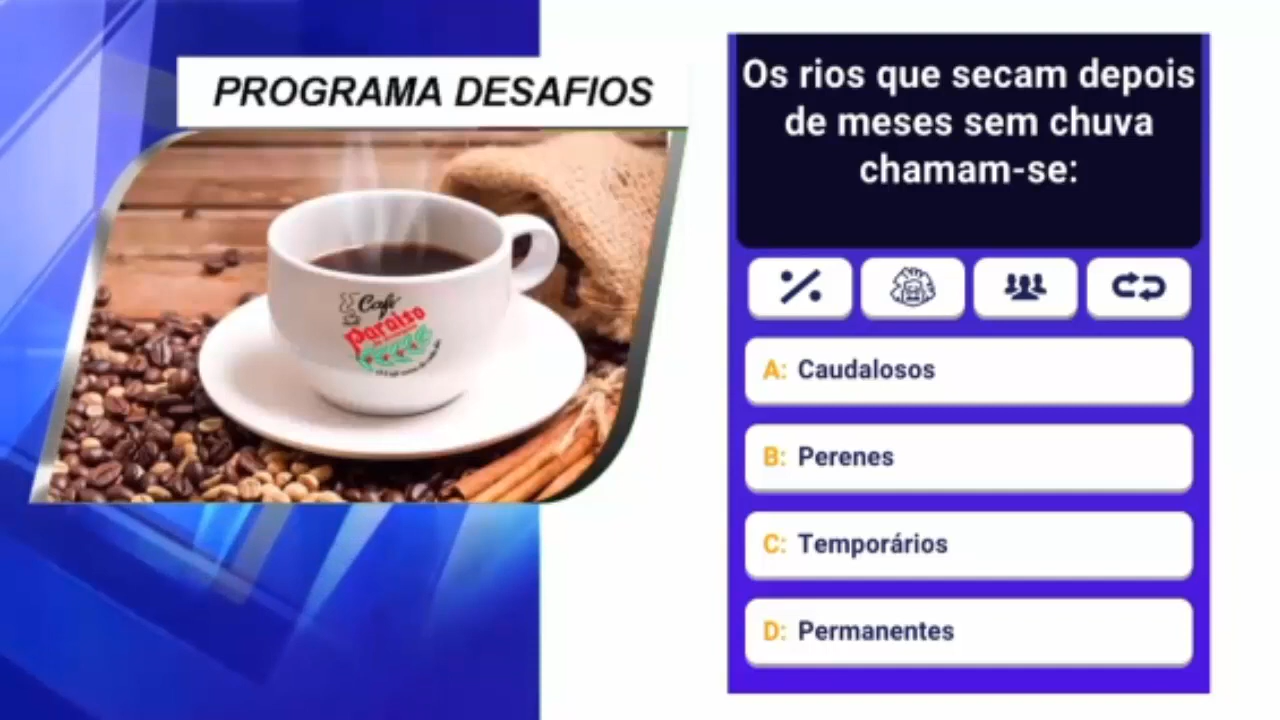 PROGRAMA DESAFIOS
Café
Paraíso
Os rios que secam depois
de meses sem chuva
chamam-se:
A: Caudalosos
B: Perenes
C: Temporários
D: Permanentes